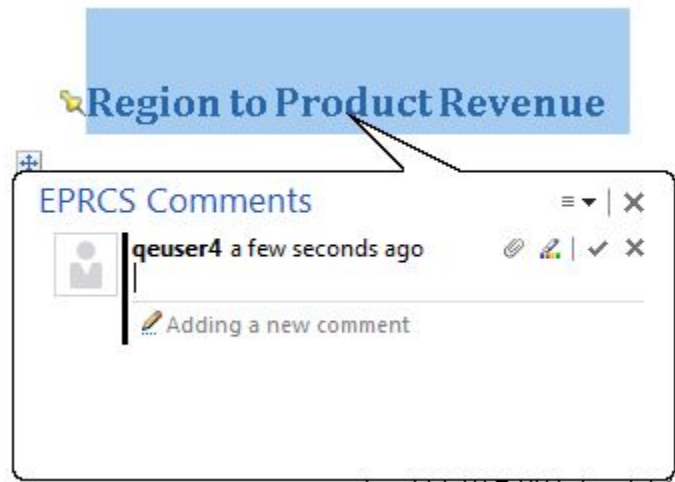 Region to Product Revenue
EPRCS Comments
qeuser4 a few seconds ago
Adding a new comment